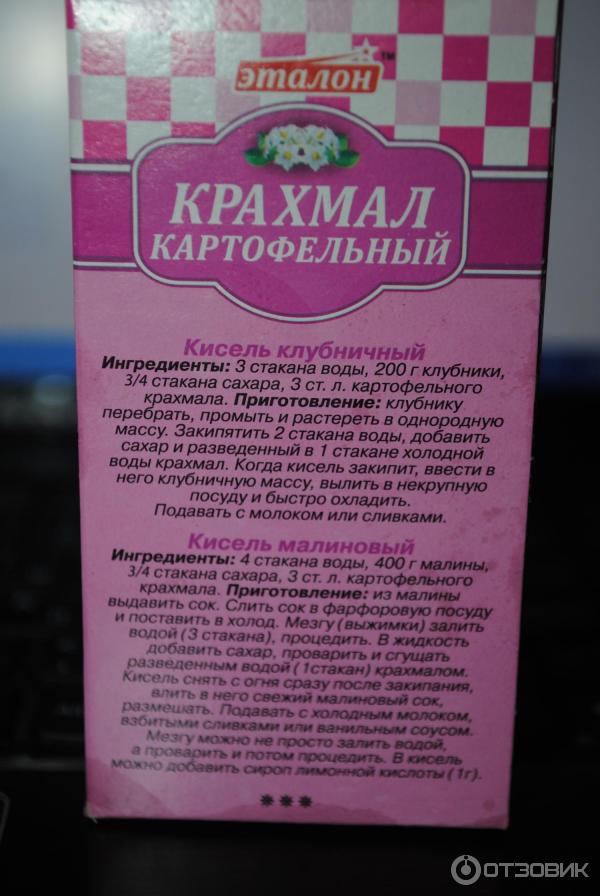 эталон™
КРАХМАЛ
КАРТОФЕЛЬНЫЙ
Кисель клубничный
Ингредиенты: 3 стакана воды, 200 г клубники,
3/4 стакана сахара, 3 ст. л. картофельного
крахмала. Приготовление: клубнику
перебрать, промыть и растереть в однородную
массу. Закипятить 2 стакана воды, добавить
сахар и разведенный в 1 стакане холодной
воды крахмал. Когда кисель закипит, ввести в
него клубничную массу, вылить в некрупную
посуду и быстро охладить.
Подавать с молоком или сливками.
Кисель малиновый
Ингредиенты: 4 стакана воды, 400 г малины,
3/4 стакана сахара, 3 ст. л. картофельного
крахмала. Приготовление: из малины
выдавить сок. Слить сок в фарфоровую посуду
и поставить в холод. Мезгу (выжимки) залить
водой (3 стакана), процедить. В жидкость
добавить сахар, проварить и сгущать
разведенным водой (1стакан) крахмалом.
Кисель снять с огня сразу после закипания,
влить в него свежий малиновый сок,
размешать. Подавать с холодным молоком,
взбитыми сливками или ванильным соусом.
Мезгу можно не просто залить водой,
а проварить и потом процедить. В кисель
можно добавить сироп лимонной кислоты (1г).
ОТЗОВИК